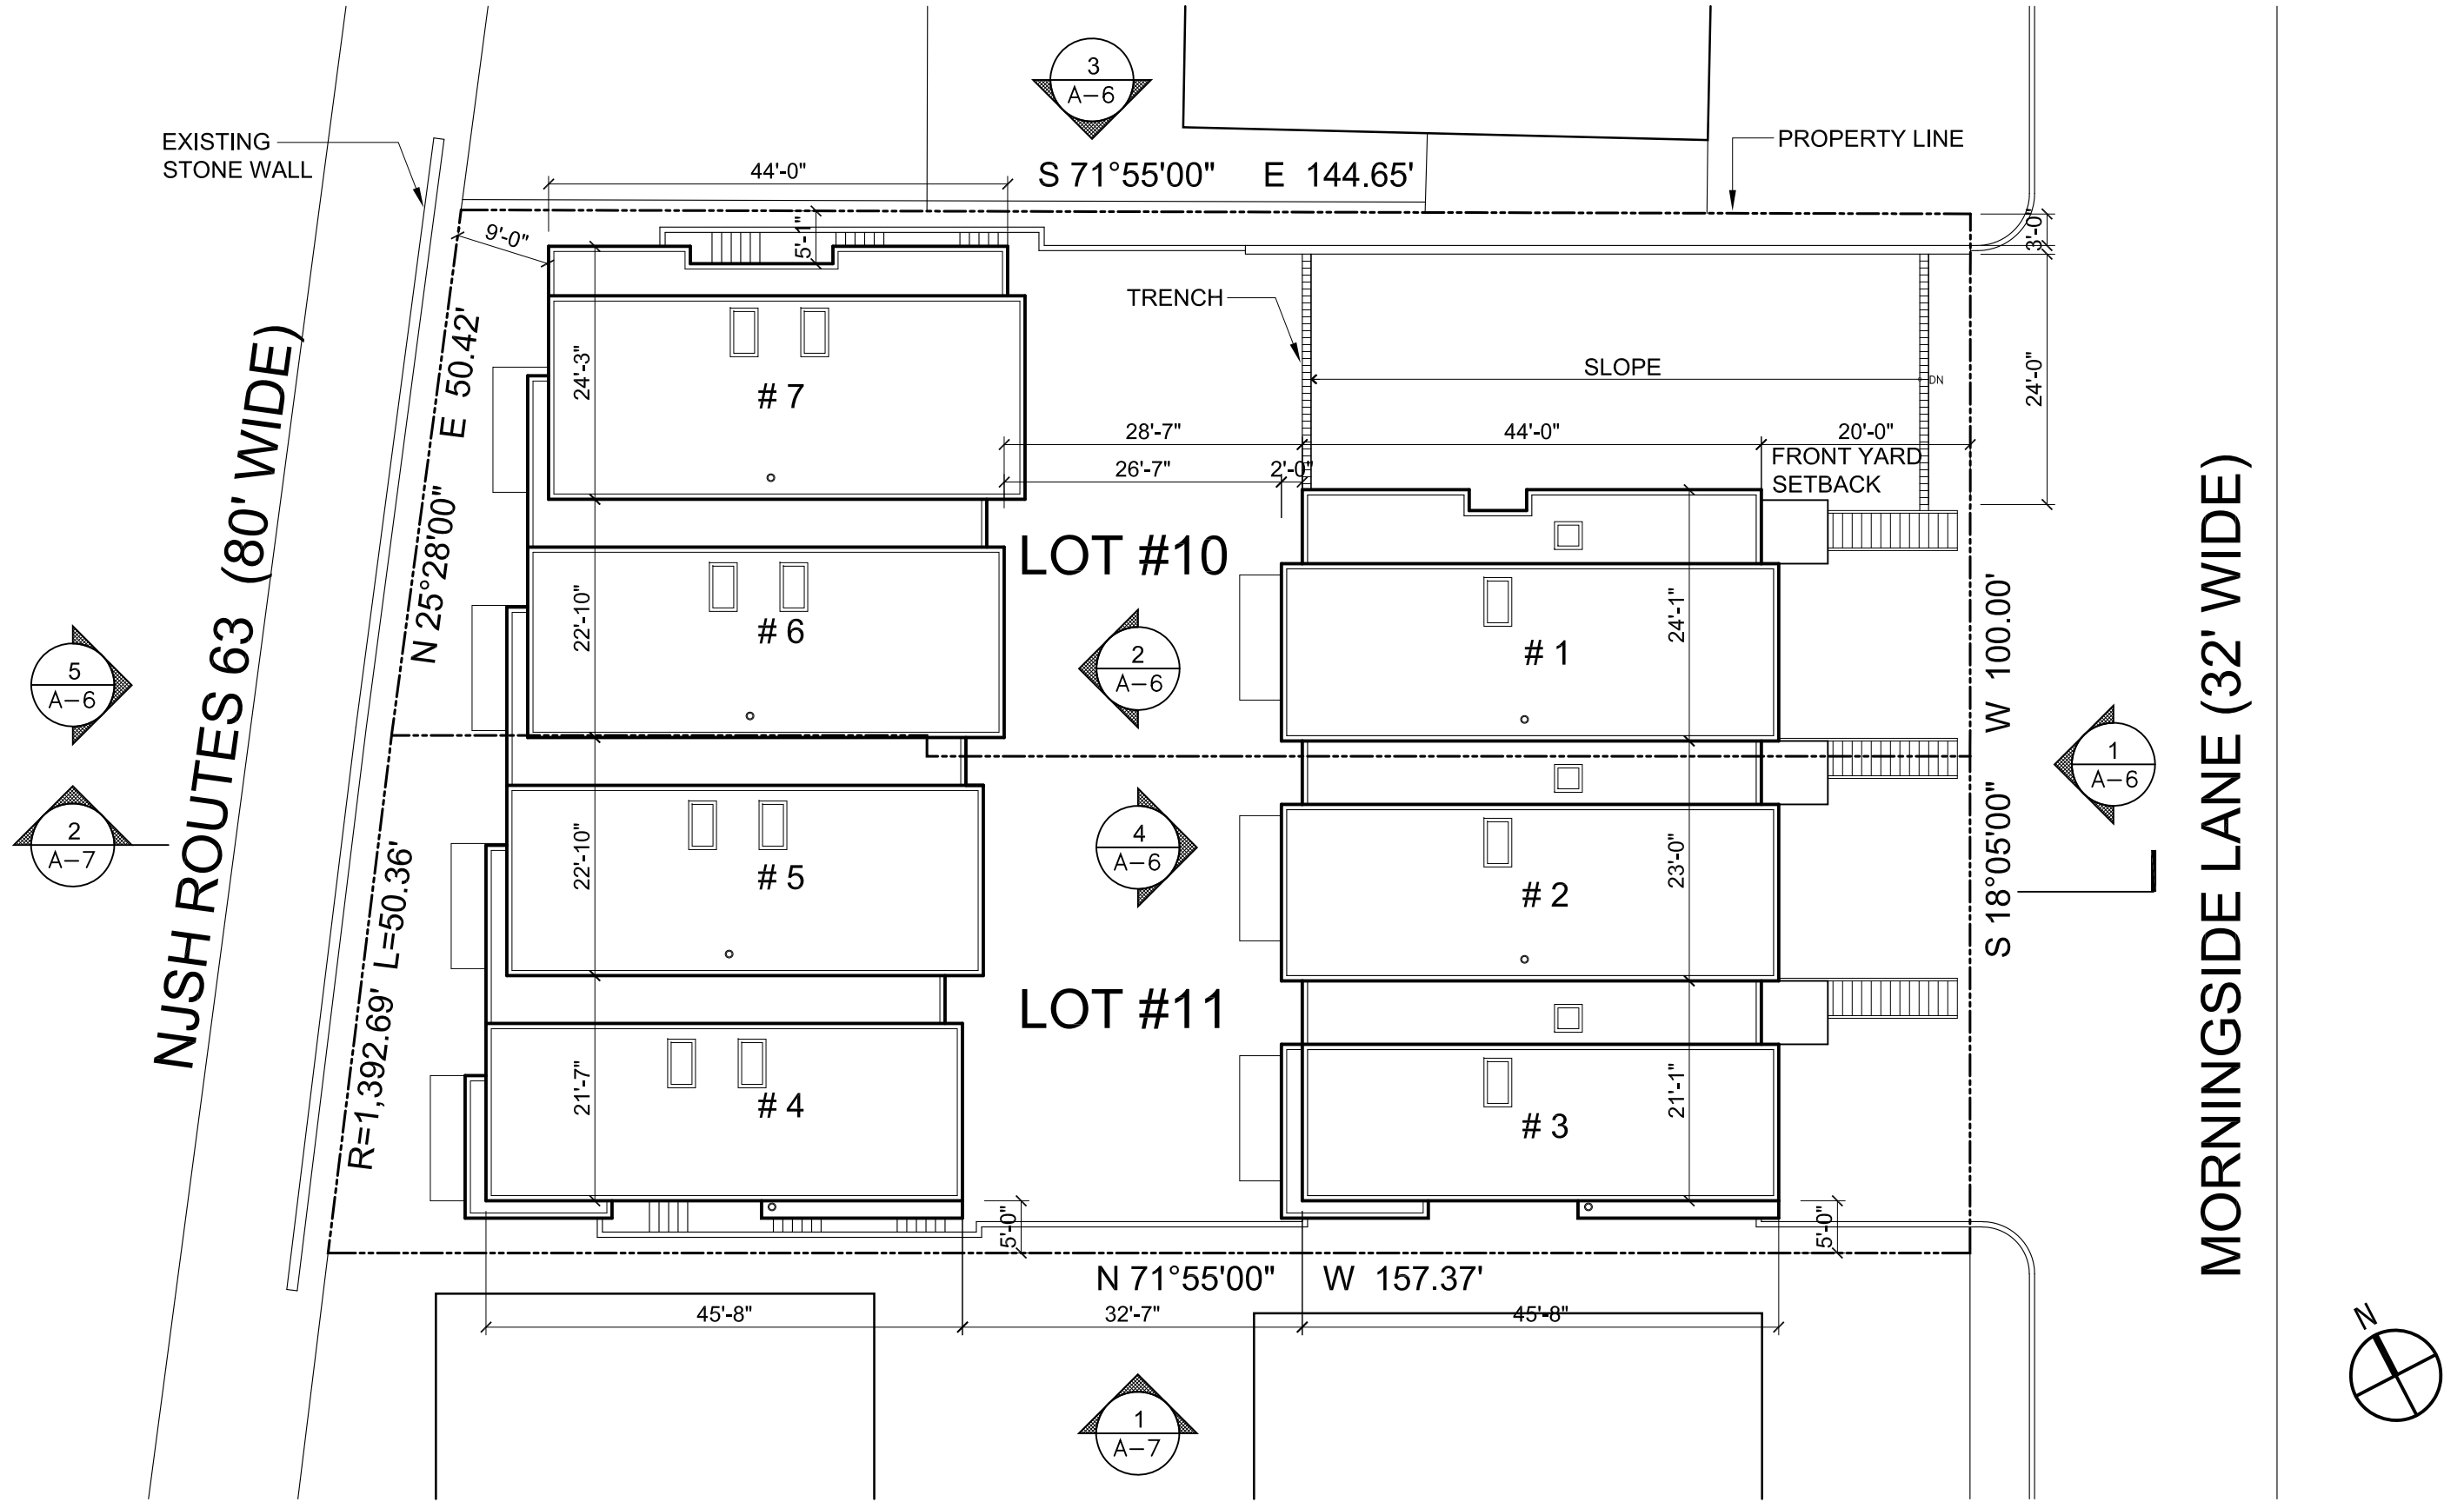 3
A-6
EXISTING
STONE WALL
PROPERTY LINE
44'-0"
S 71°55'00" E 144.65'
9'-0"
5'-1"
3'-0"
TRENCH
24'-3"
# 7
SLOPE
DN
24'-0"
N 25°28'00" E 50.42'
28'-7"
44'-0"
20'-0"
26'-7"
2'-0"
FRONT YARD
SETBACK
NJSH ROUTES 63 (80' WIDE)
LOT #10
22'-10"
# 6
24'-1"
# 1
S 18°05'00" W 100.00'
MORNINGSIDE LANE (32' WIDE)
5
A-6
2
A-6
1
A-6
2
A-7
4
A-6
R=1,392.69' L=50.36'
22'-10"
# 5
23'-0"
# 2
LOT #11
21'-7"
# 4
21'-1"
# 3
5'-0"
5'-0"
N 71°55'00" W 157.37'
45'-8"
32'-7"
45'-8"
N
1
A-7